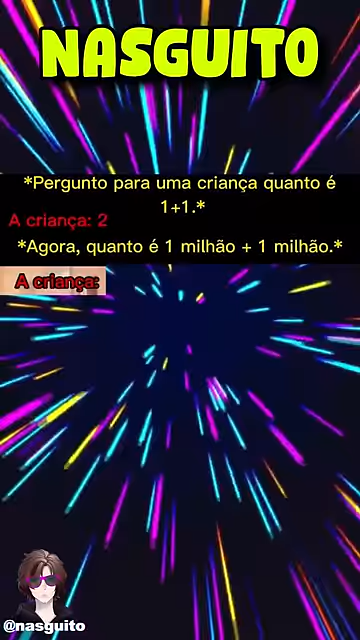 NASGUITO
*Pergunto para uma criança quanto é
1+1.*
A criança: 2
*Agora, quanto é 1 milhão + 1 milhão.*
A criança:
@nasguito